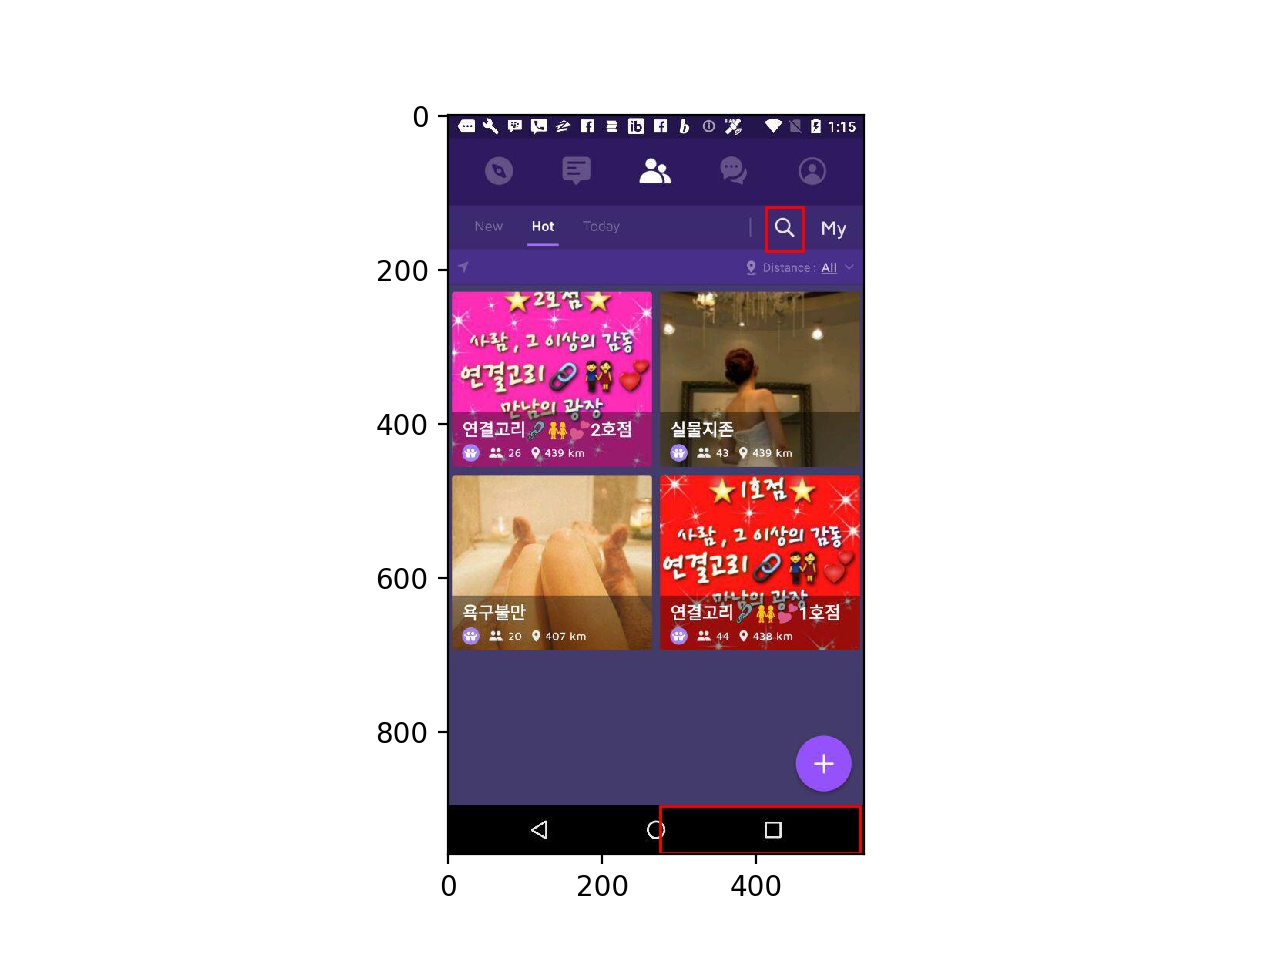 0
200
400
600
800
1:15
New Hot Today My
Distance: All
2호점
사람, 그 이상의 감동
연결고리
만남의 광장
연결고리 2호점
26 439 km
실물지존
43 439 km
욕구불만
20 407 km
1호점
사람, 그 이상의 감동
연결고리
만남의 광장
연결고리 1호점
44 438 km
0 200 400